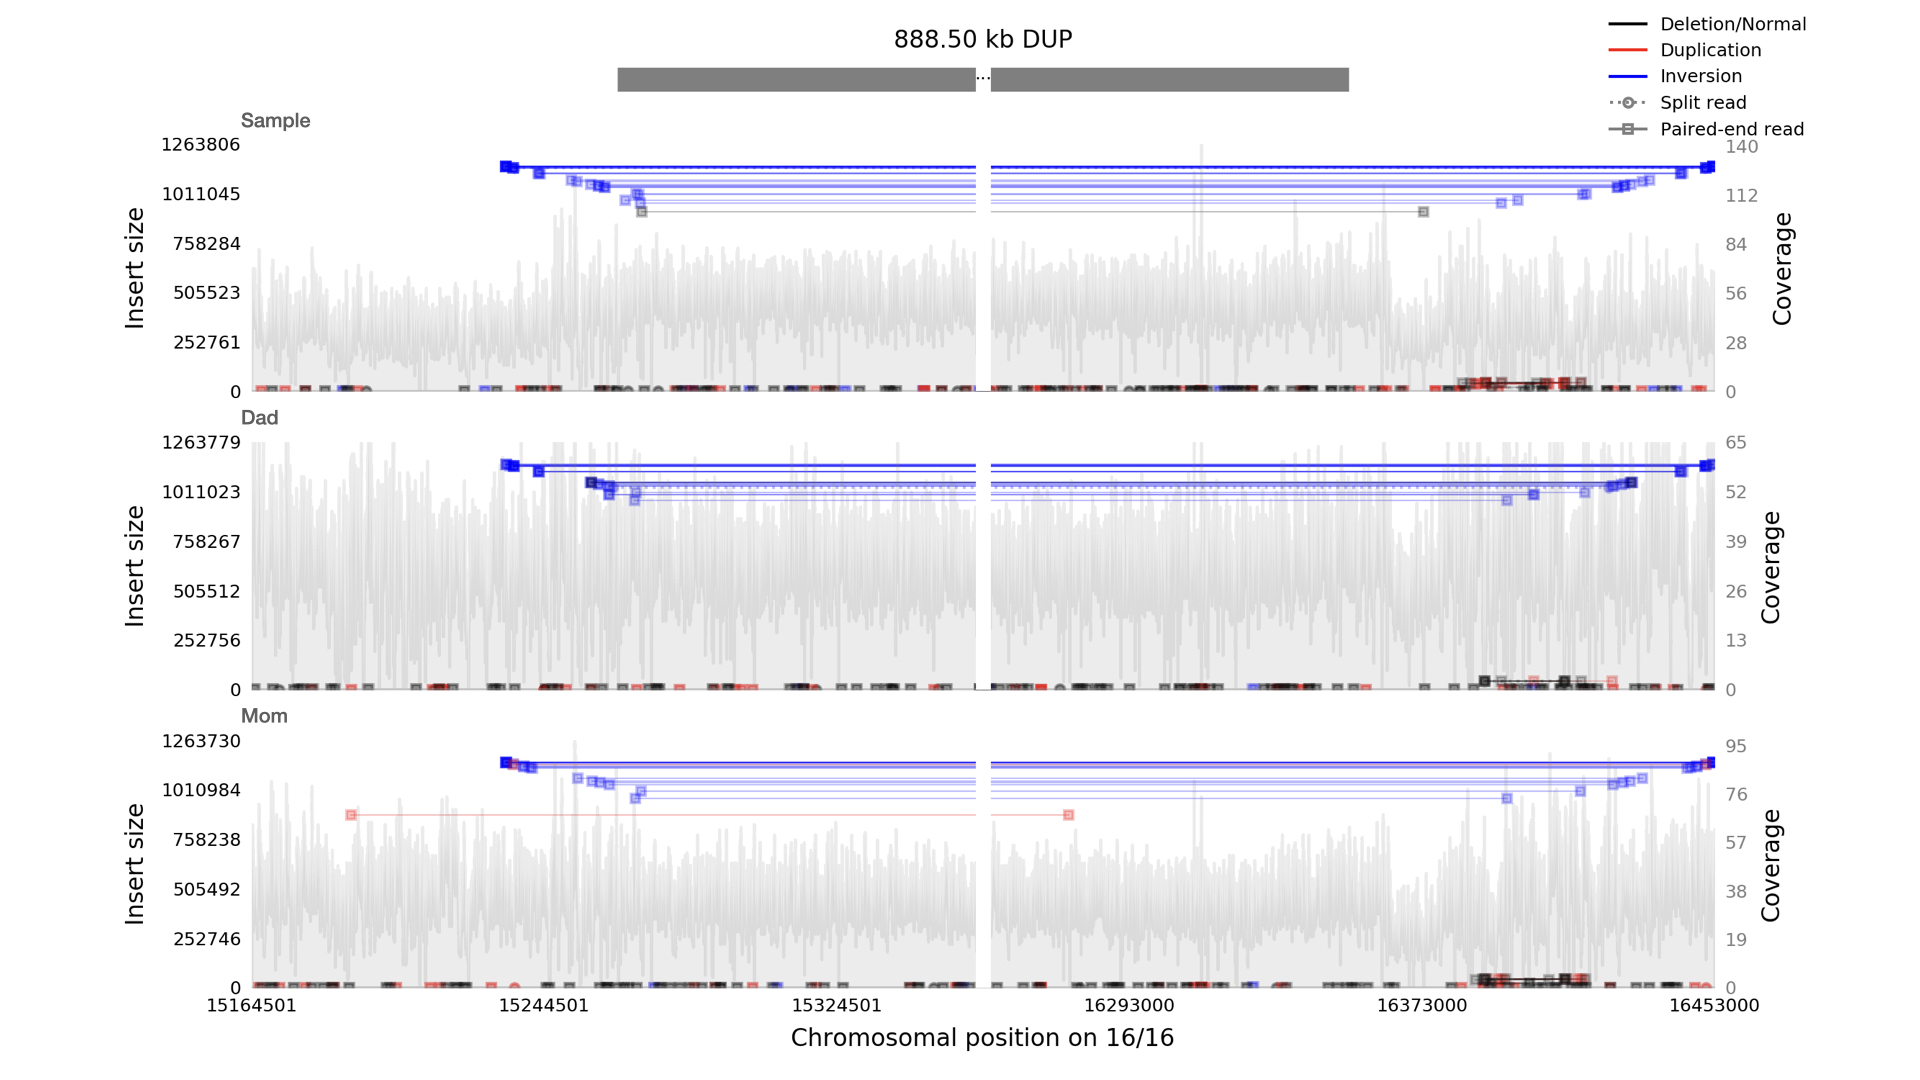 888.50 kb DUP
...
Deletion/Normal
Duplication
Inversion
Split read
Paired-end read
Sample
1263806
1011045
758284
505523
252761
0
Insert size
140
112
84
56
28
0
Coverage
Dad
1263779
1011023
758267
505512
252756
0
Insert size
65
52
39
26
13
0
Coverage
Mom
1263730
1010984
758238
505492
252746
0
Insert size
95
76
57
38
19
0
Coverage
15164501 15244501 15324501 16293000 16373000 16453000
Chromosomal position on 16/16